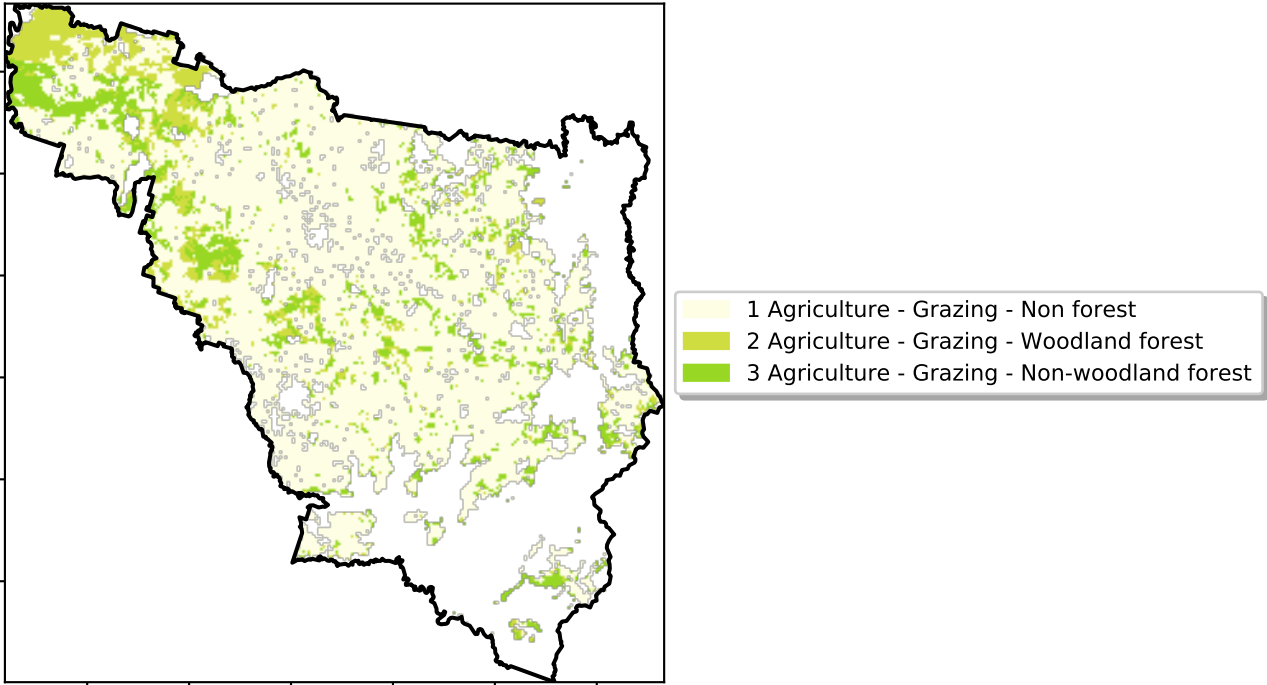 1 Agriculture - Grazing - Non forest
2 Agriculture - Grazing - Woodland forest
3 Agriculture - Grazing - Non-woodland forest